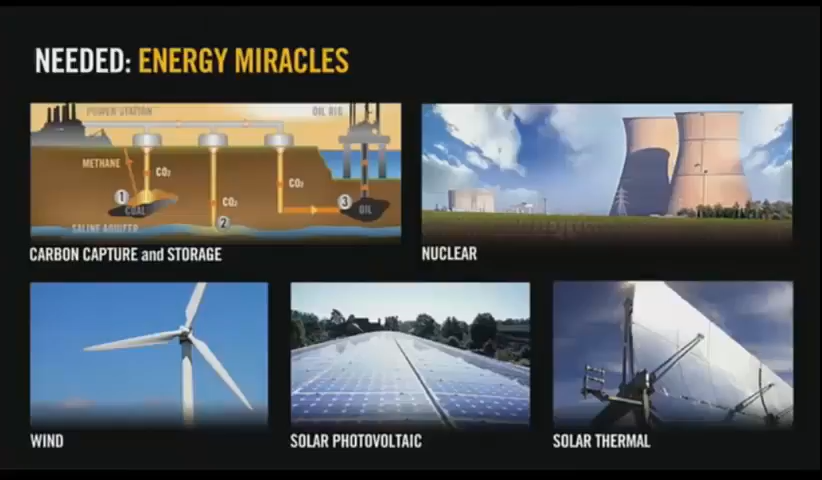 NEEDED: ENERGY MIRACLES
POWER STATION
OIL RIG
METHANE
CO₂
CO₂
CO₂
1
2
3
COAL
OIL
SALINE AQUIFER
CARBON CAPTURE and STORAGE
NUCLEAR
WIND
SOLAR PHOTOVOLTAIC
SOLAR THERMAL